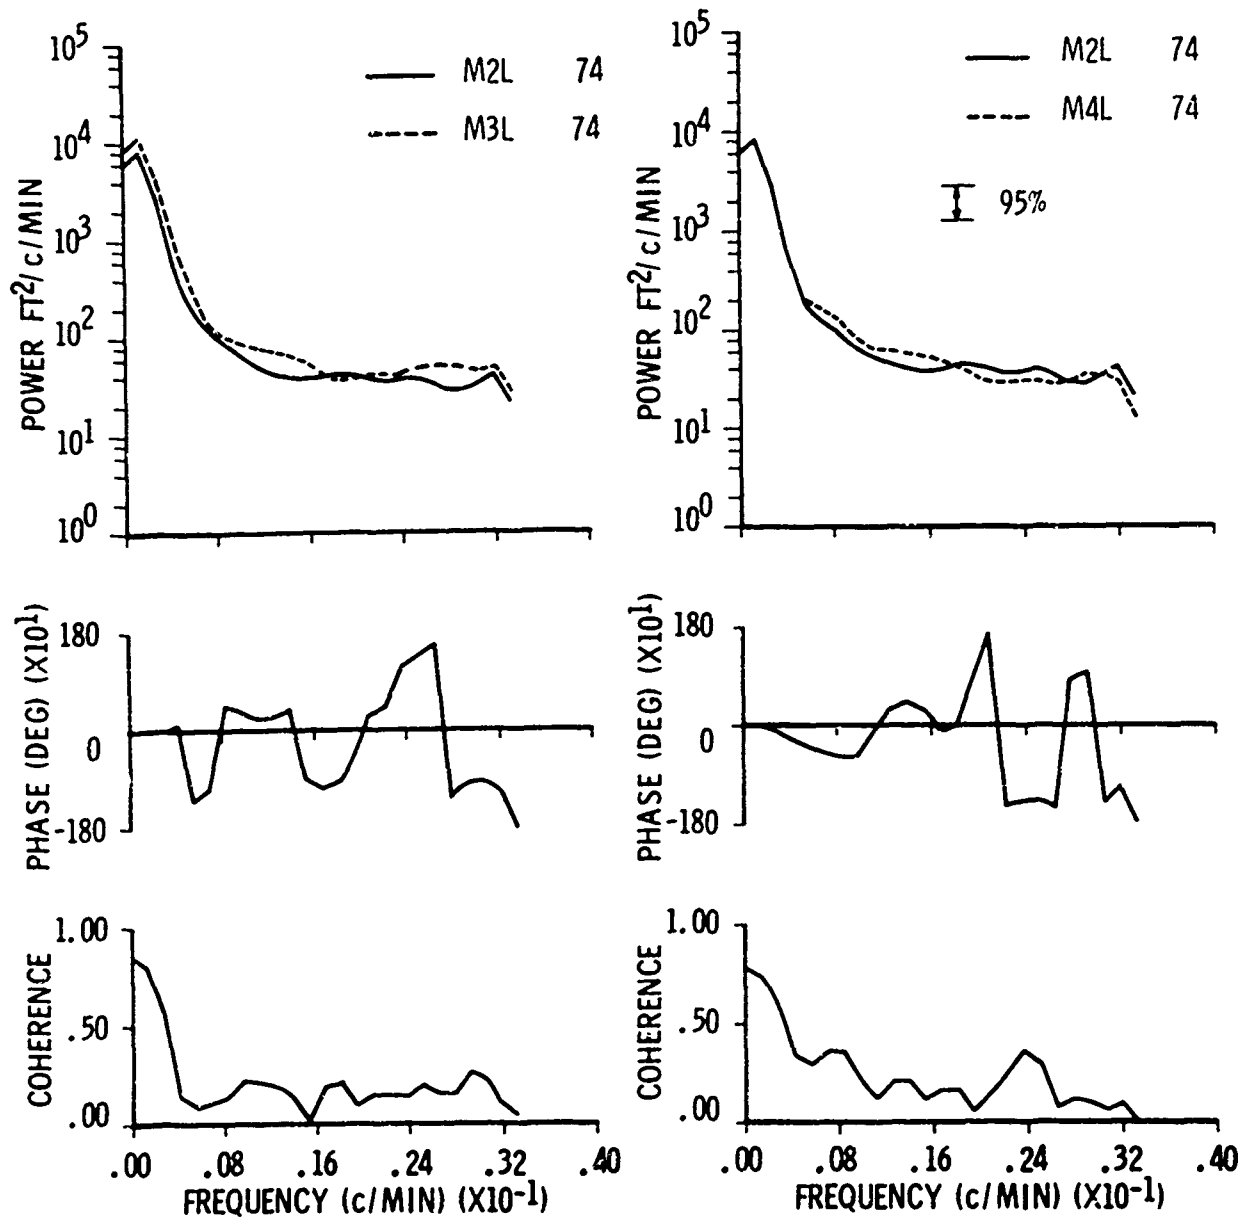 10^5
10^4
10^3
10^2
10^1
10^0
POWER FT^2/c/MIN
M2L 74
M3L 74
180
0
-180
PHASE (DEG) (X10^1)
1.00
.50
.00
COHERENCE
.00 .08 .16 .24 .32 .40
FREQUENCY (c/MIN) (X10^-1)
10^5
10^4
10^3
10^2
10^1
10^0
POWER FT^2/c/MIN
M2L 74
M4L 74
95%
180
0
-180
PHASE (DEG) (X10^1)
1.00
.50
.00
COHERENCE
.00 .08 .16 .24 .32 .40
FREQUENCY (c/MIN) (X10^-1)